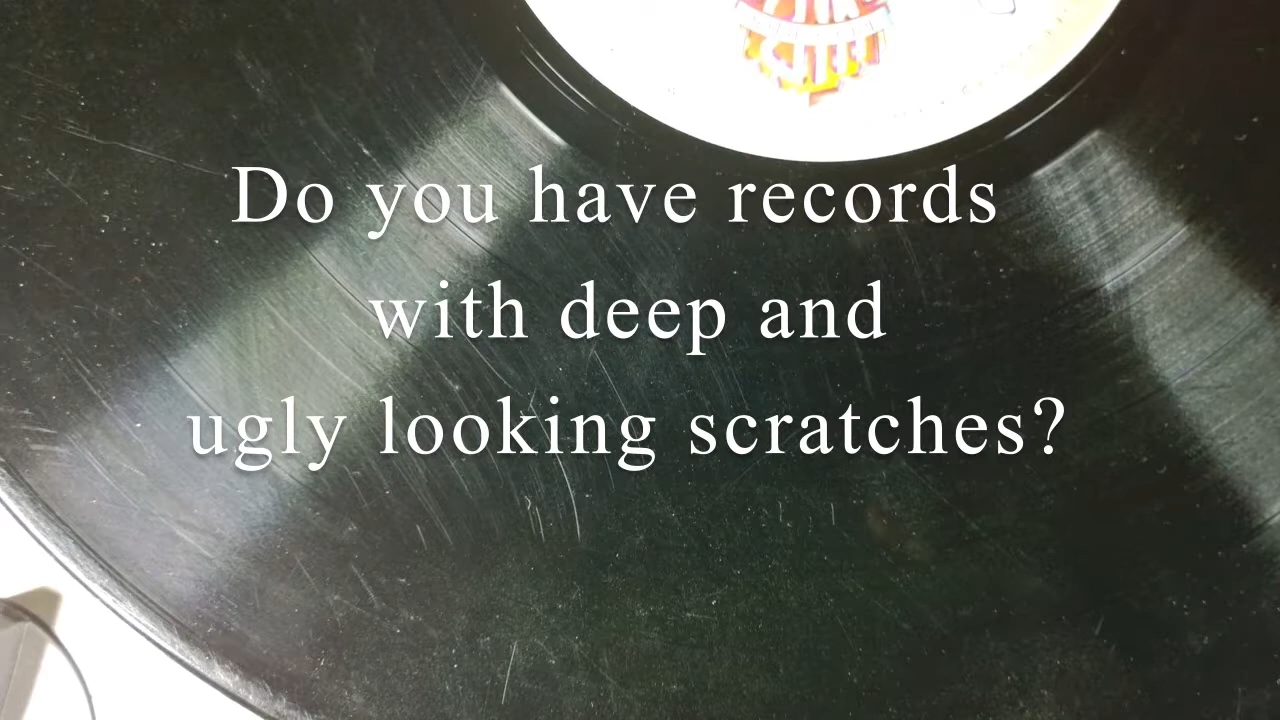 Do you have records
with deep and
ugly looking scratches?